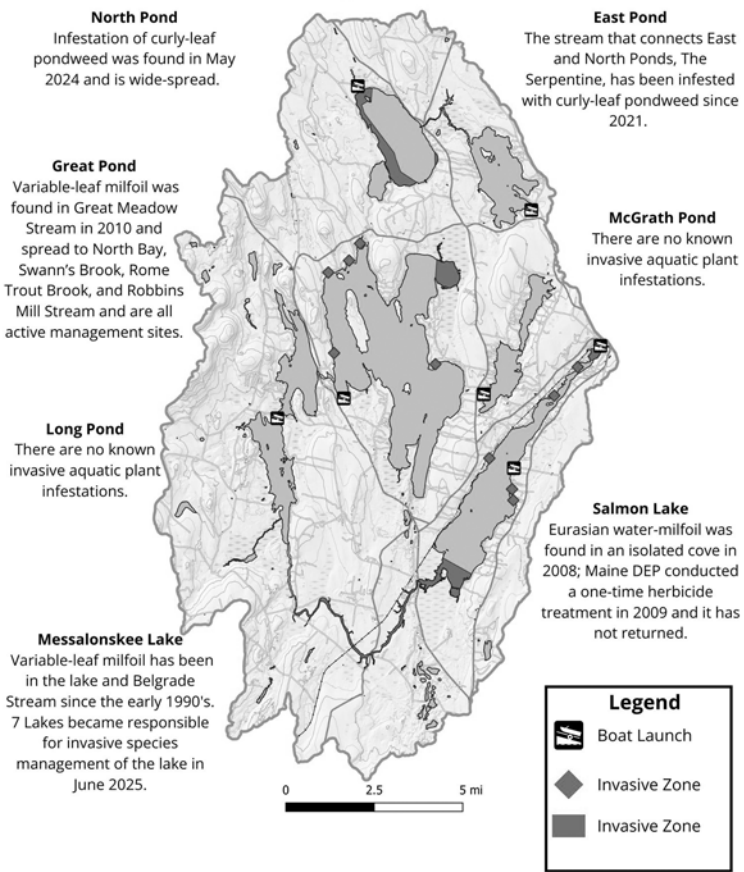 North Pond
Infestation of curly-leaf
pondweed was found in May
2024 and is wide-spread.
East Pond
The stream that connects East
and North Ponds, The
Serpentine, has been infested
with curly-leaf pondweed since
2021.
Great Pond
Variable-leaf milfoil was
found in Great Meadow
Stream in 2010 and
spread to North Bay,
Swann's Brook, Rome
Trout Brook, and Robbins
Mill Stream and are all
active management sites.
McGrath Pond
There are no known
invasive aquatic plant
infestations.
Long Pond
There are no known
invasive aquatic plant
infestations.
Salmon Lake
Eurasian water-milfoil was
found in an isolated cove in
2008; Maine DEP conducted
a one-time herbicide
treatment in 2009 and it has
not returned.
Messalonskee Lake
Variable-leaf milfoil has been
in the lake and Belgrade
Stream since the early 1990's.
7 Lakes became responsible
for invasive species
management of the lake in
June 2025.
0 2.5 5 mi
Legend
Boat Launch
Invasive Zone
Invasive Zone